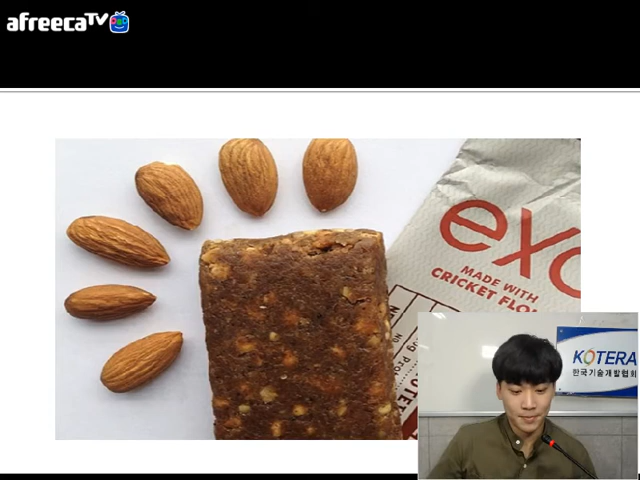 afreecaTV
exo
MADE WITH
CRICKET FLO
KOTERA
한국기술개발협회